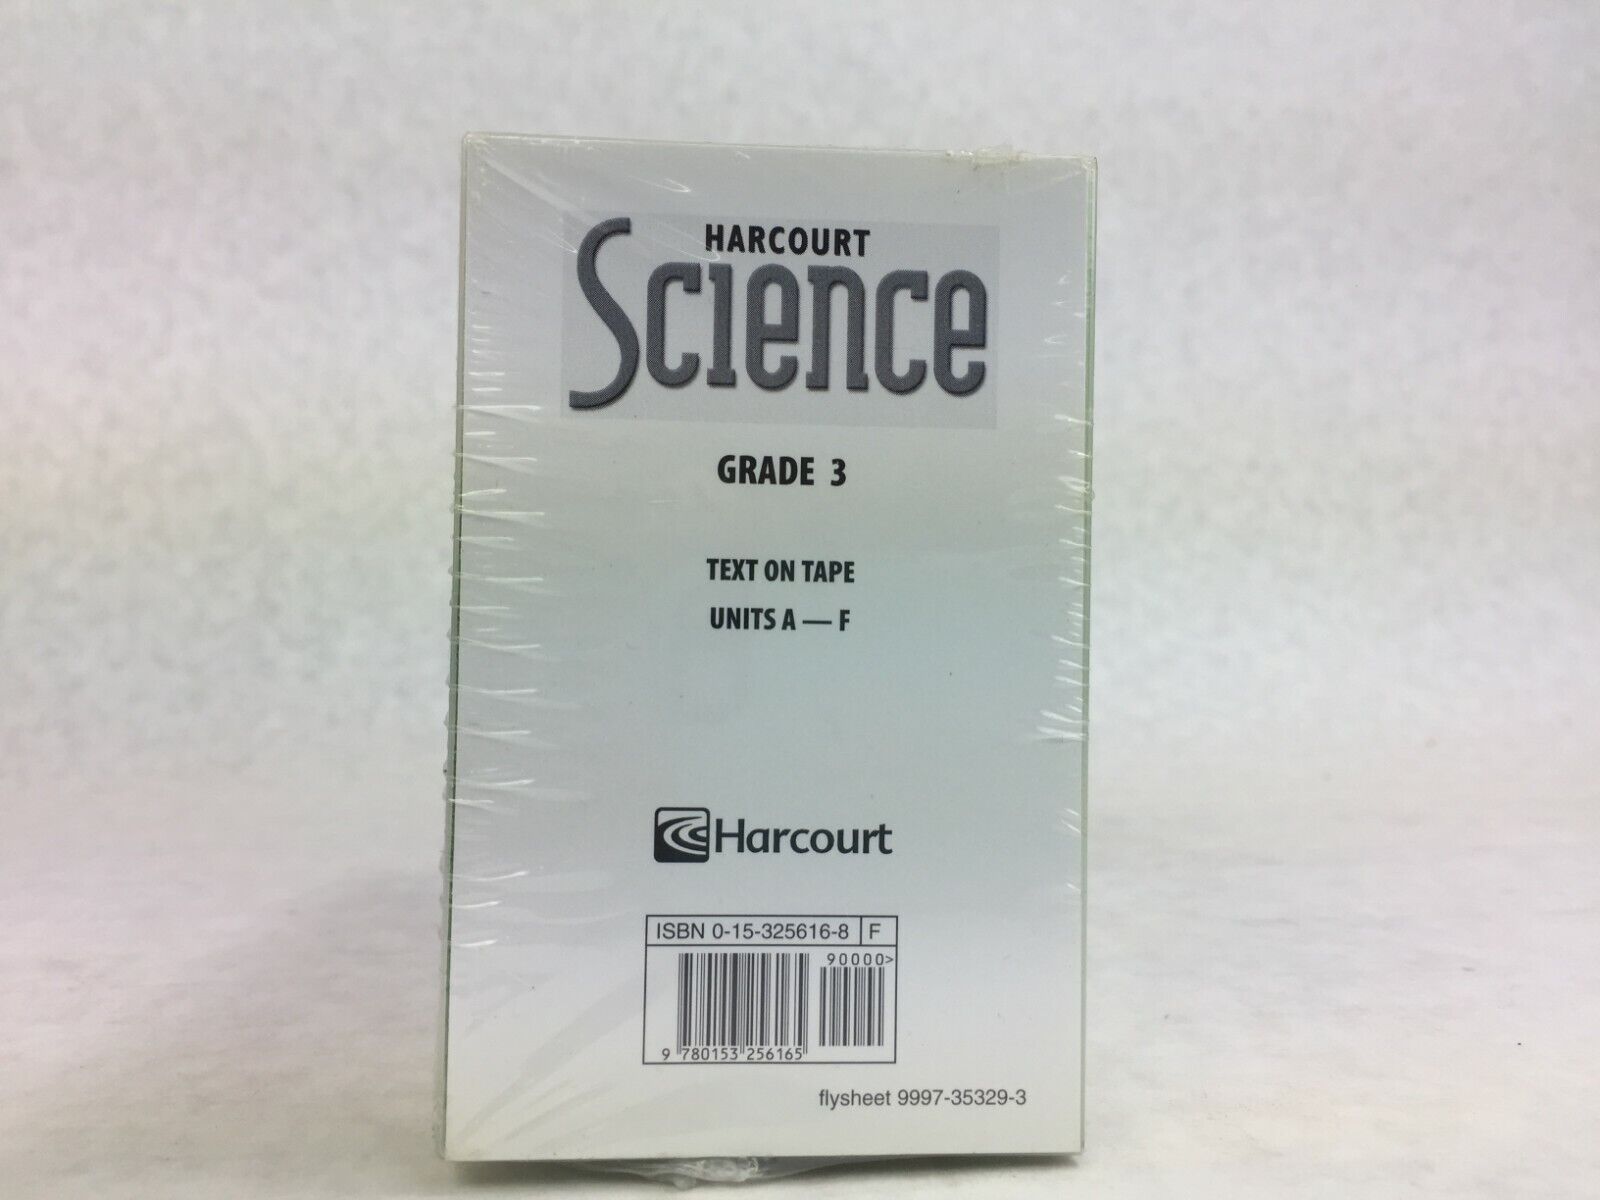 HARCOURT
Science
GRADE 3
TEXT ON TAPE
UNITS A — F
Harcourt
ISBN 0-15-325616-8 F
90000>
9 780153 256165
flysheet 9997-35329-3